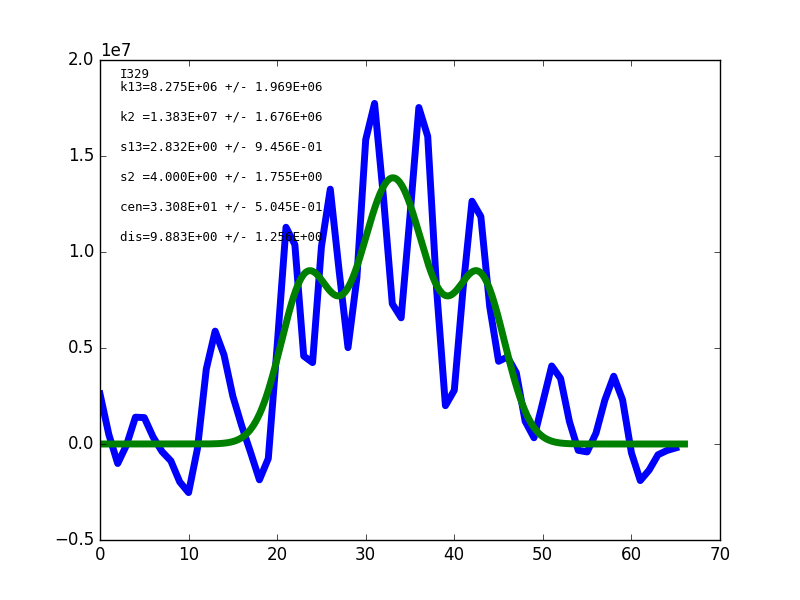 1e7
2.0
1.5
1.0
0.5
0.0
−0.5
0 10 20 30 40 50 60 70
I329
k13=8.275E+06 +/- 1.969E+06
k2 =1.383E+07 +/- 1.676E+06
s13=2.832E+00 +/- 9.456E-01
s2 =4.000E+00 +/- 1.755E+00
cen=3.308E+01 +/- 5.045E-01
dis=9.883E+00 +/- 1.250E+00